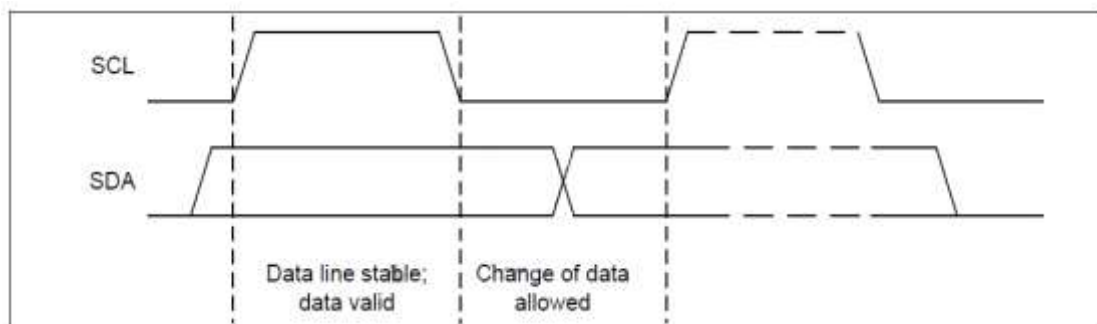 SCL
SDA
Data line stable;
data valid
Change of data
allowed